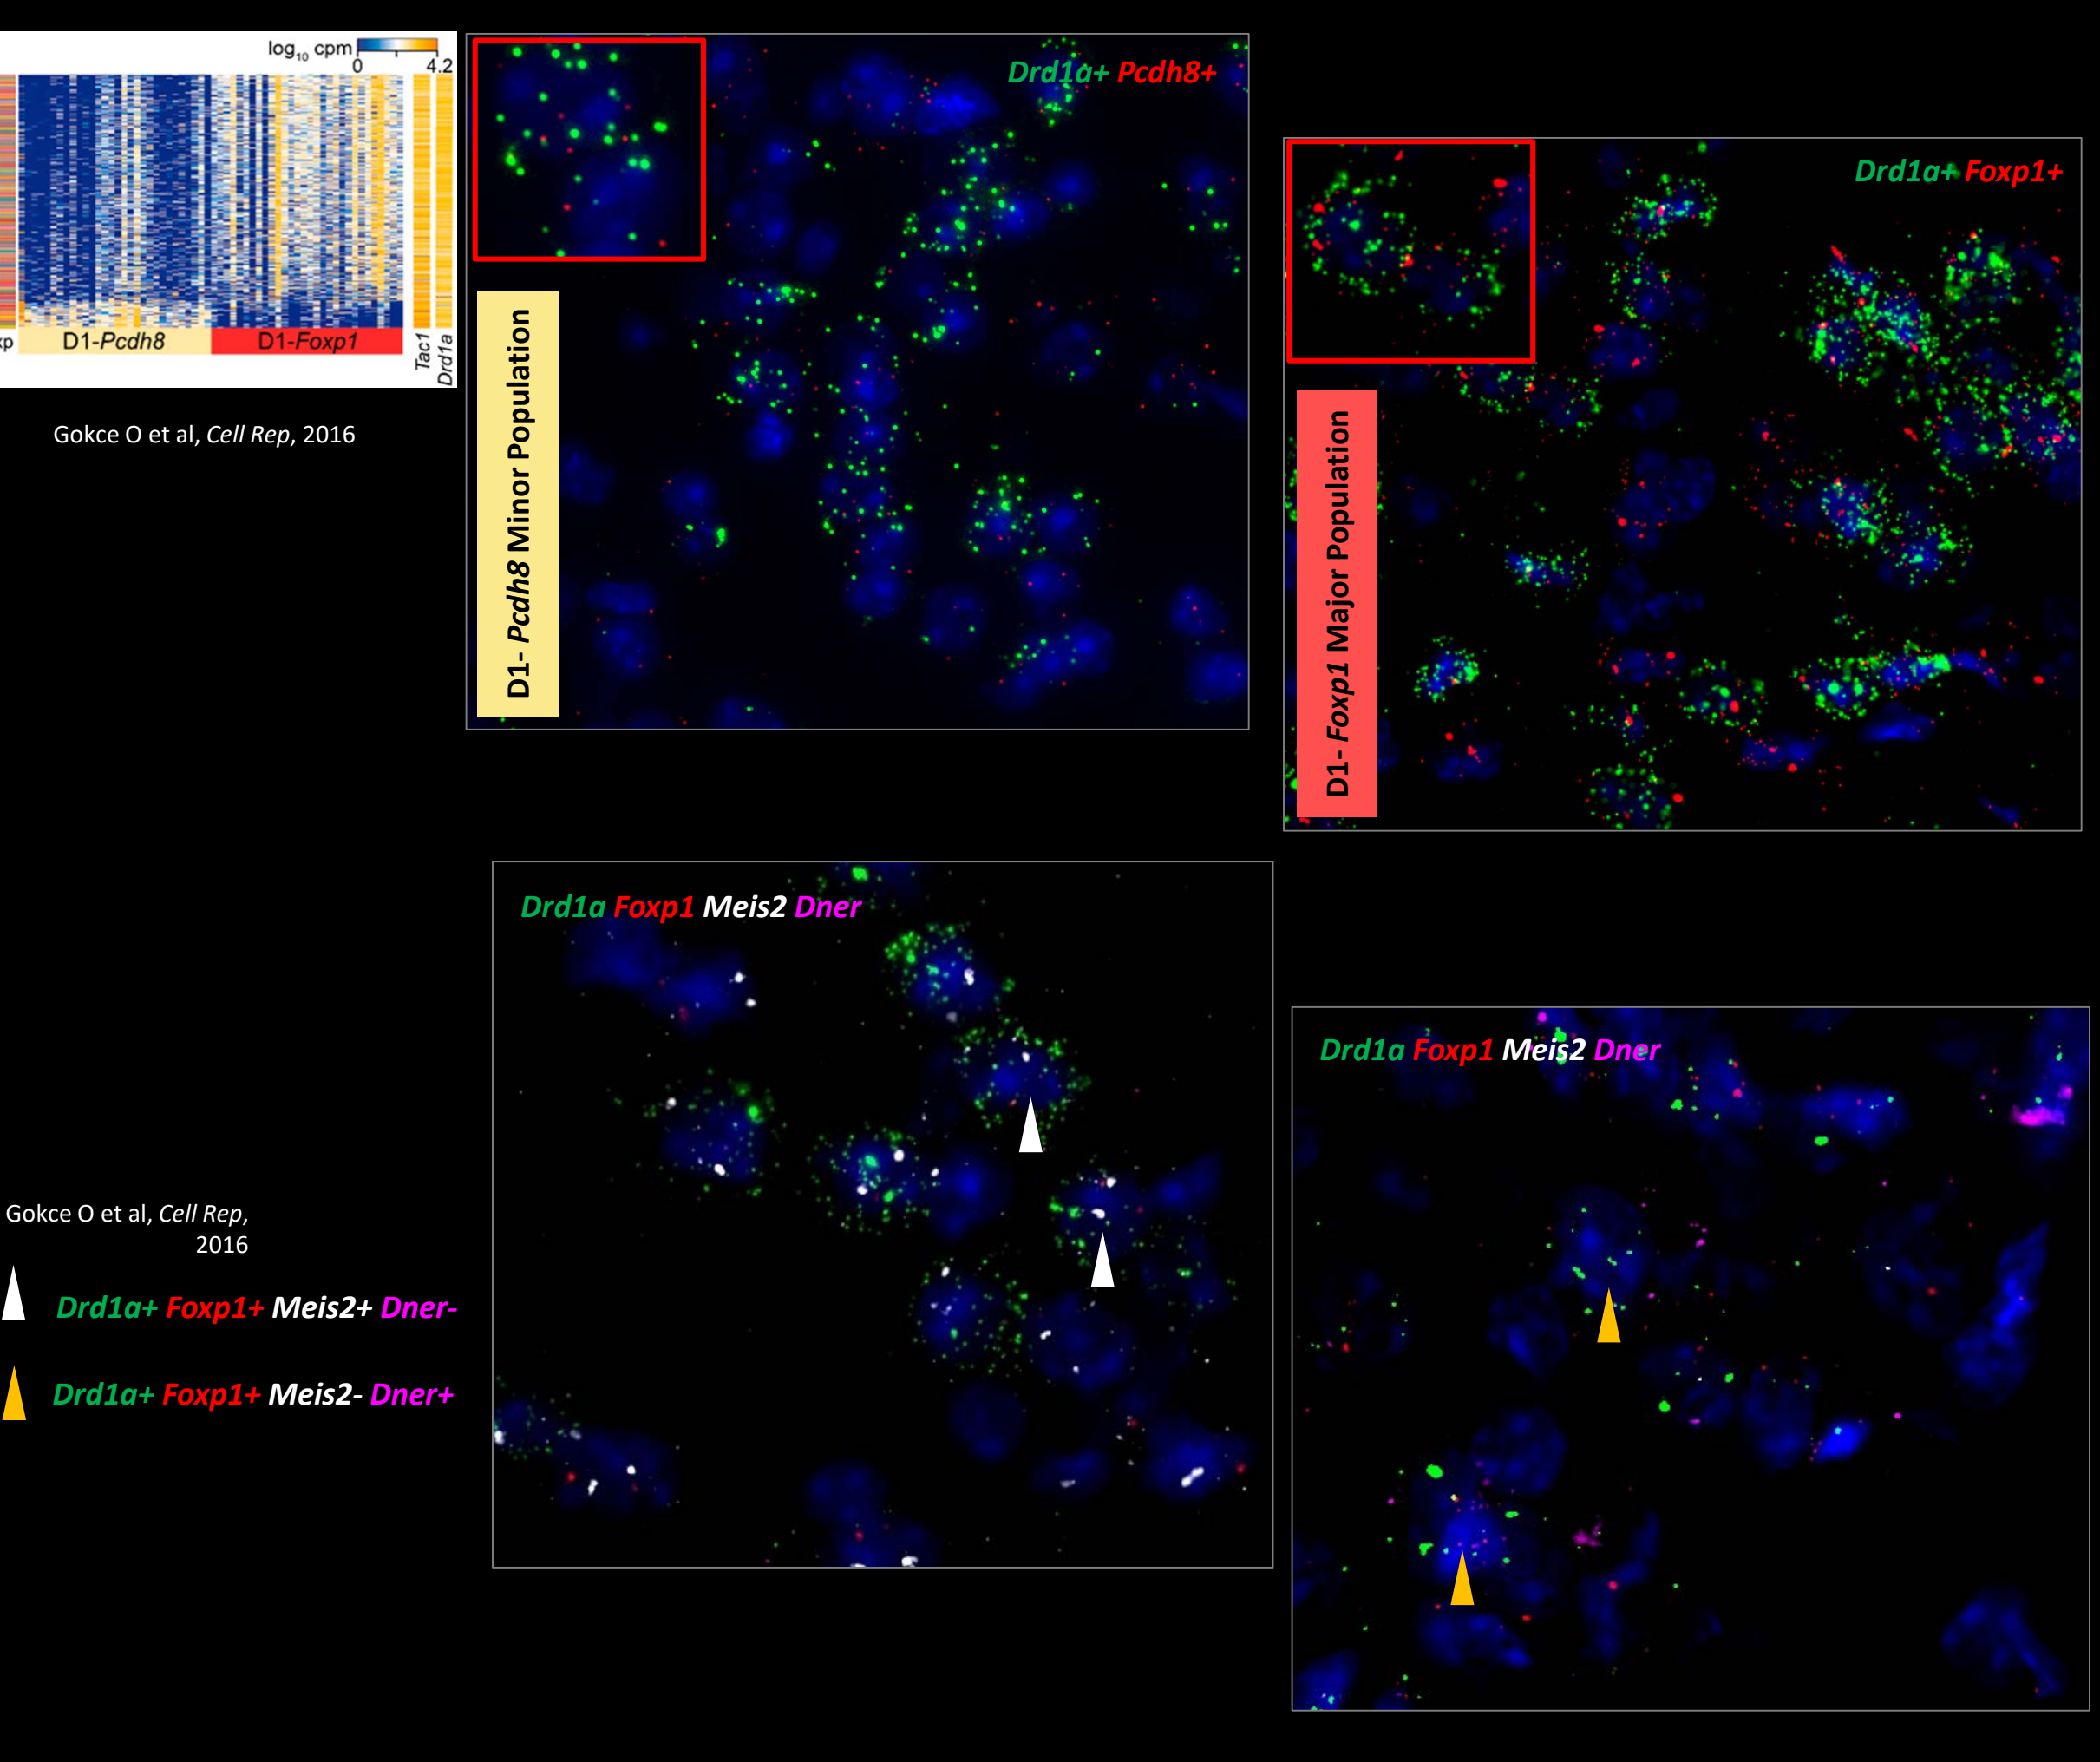 log10 cpm
0 4.2
xp
D1-Pcdh8
D1-Foxp1
Tac1
Drd1a
Gokce O et al, Cell Rep, 2016
Drd1a+ Pcdh8+
D1- Pcdh8 Minor Population
Drd1a+ Foxp1+
D1- Foxp1 Major Population
Drd1a Foxp1 Meis2 Dner
Drd1a Foxp1 Meis2 Dner
Gokce O et al, Cell Rep,
2016
Drd1a+ Foxp1+ Meis2+ Dner-
Drd1a+ Foxp1+ Meis2- Dner+